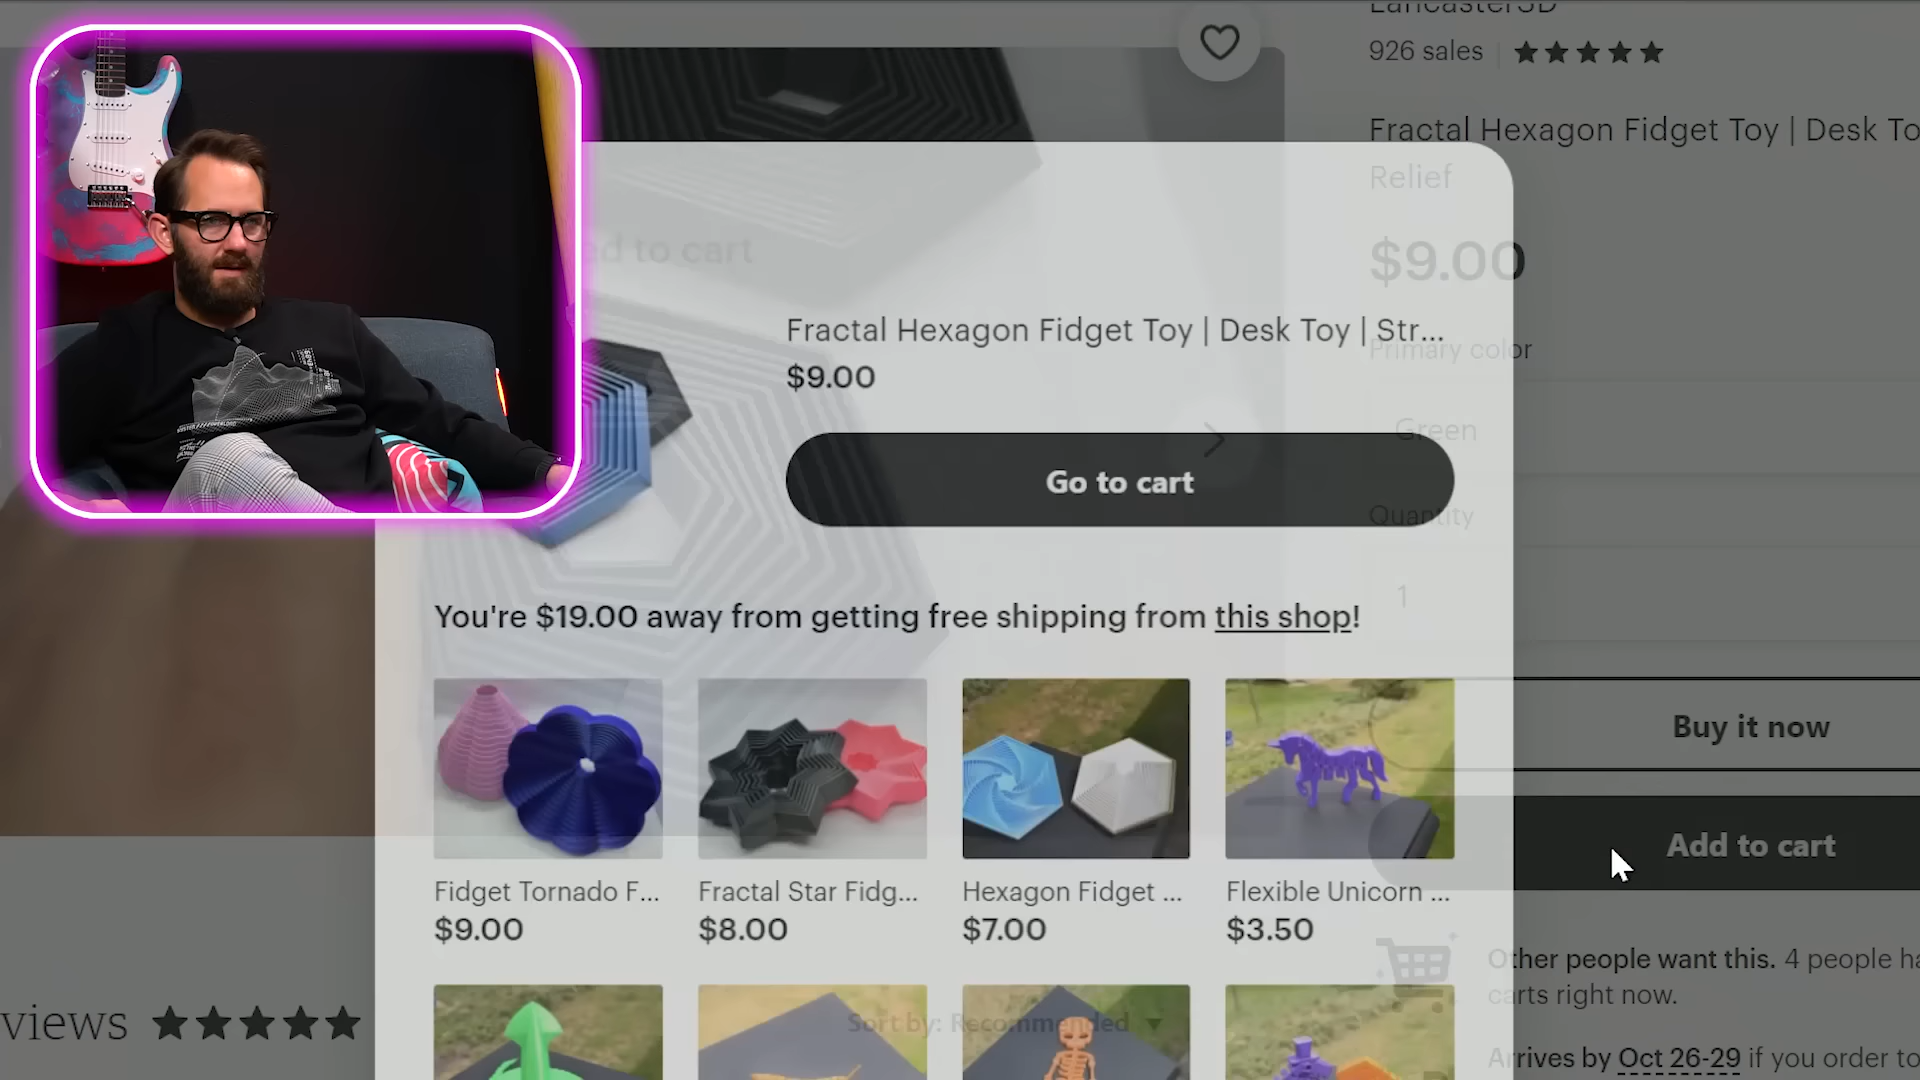 Lancaster3D
926 sales
Fractal Hexagon Fidget Toy | Desk To
Relief
$9.00
Primary color
Green
Quantity
1
Buy it now
Add to cart
Other people want this. 4 people ha
carts right now.
Arrives by Oct 26-29 if you order to
ed to cart
Fractal Hexagon Fidget Toy | Desk Toy | Str...
$9.00
Go to cart
You're $19.00 away from getting free shipping from this shop!
Fidget Tornado F...
$9.00
Fractal Star Fidg...
$8.00
Hexagon Fidget ...
$7.00
Flexible Unicorn ...
$3.50
Sort by: Recommended
views